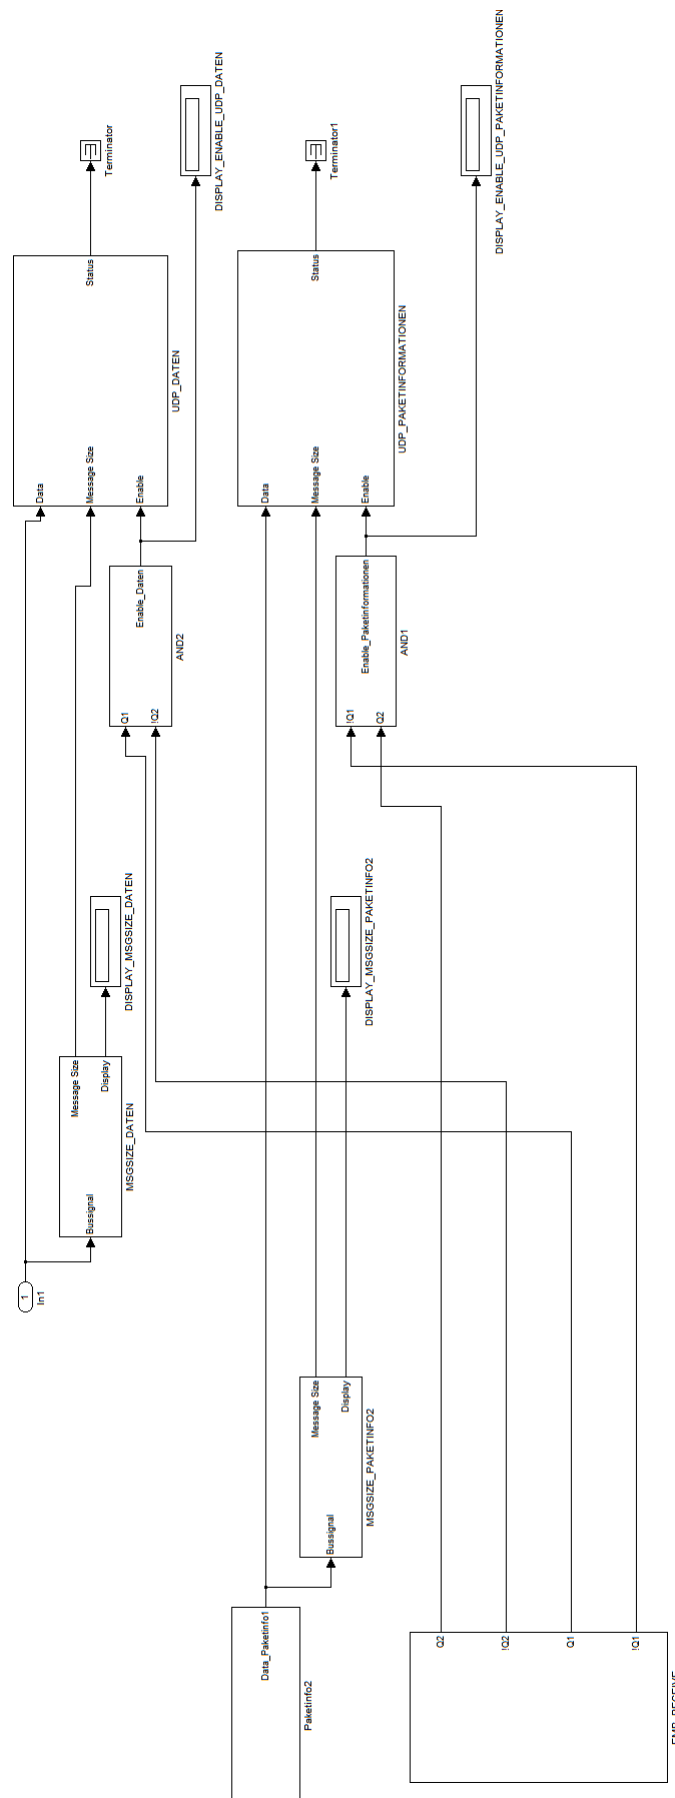 1
In1
Bussignal
Message Size
Display
MSGSIZE_DATEN
DISPLAY_MSGSIZE_DATEN
Q1
!Q2
Enable_Daten
AND2
Data
Message Size
Enable
Status
UDP_DATEN
Terminator
DISPLAY_ENABLE_UDP_DATEN
Data_Paketinfo1
Paketinfo2
Bussignal
Message Size
Display
MSGSIZE_PAKETINFO2
DISPLAY_MSGSIZE_PAKETINFO2
!Q1
Q2
Enable_Paketinformationen
AND1
Data
Message Size
Enable
Status
UDP_PAKETINFORMATIONEN
Terminator1
DISPLAY_ENABLE_UDP_PAKETINFORMATIONEN
Q2
!Q2
Q1
!Q1